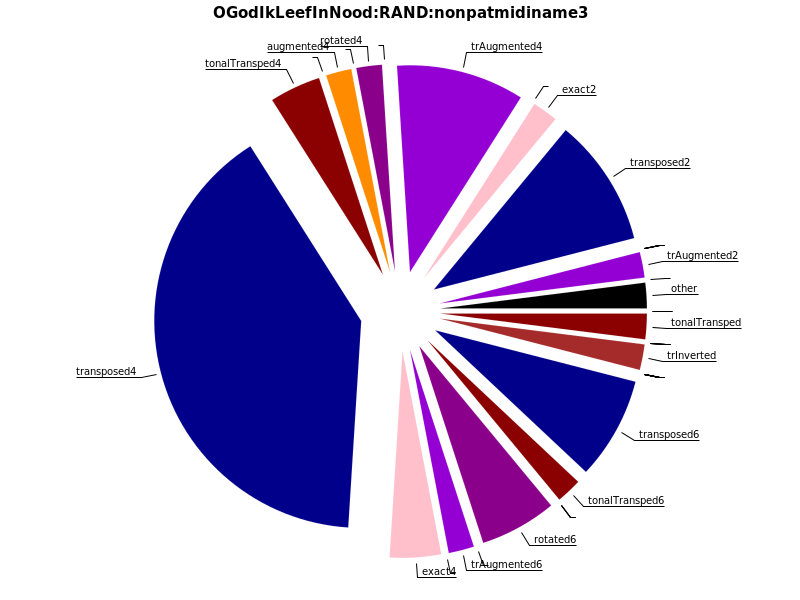 OGodIkLeefInNood:RAND:nonpatmidiname3
rotated4
augmented4
trAugmented4
tonalTransped4
exact2
transposed2
trAugmented2
other
tonalTransped
trInverted
transposed4
transposed6
tonalTransped6
rotated6
trAugmented6
exact4